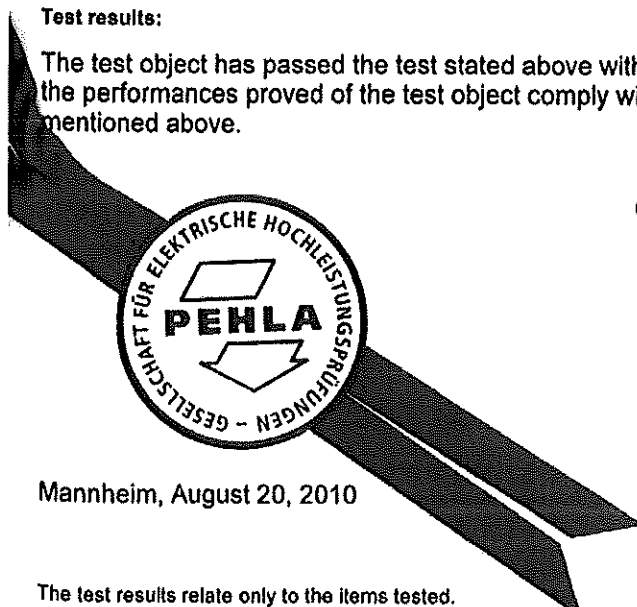 Test results:
The test object has passed the test stated above with
the performances proved of the test object comply wi
mentioned above.
GESELLSCHAFT FÜR ELEKTRISCHE HOCHLEISTUNGSPRÜFUNGEN –
PEHLA
Mannheim, August 20, 2010
The test results relate only to the items tested.